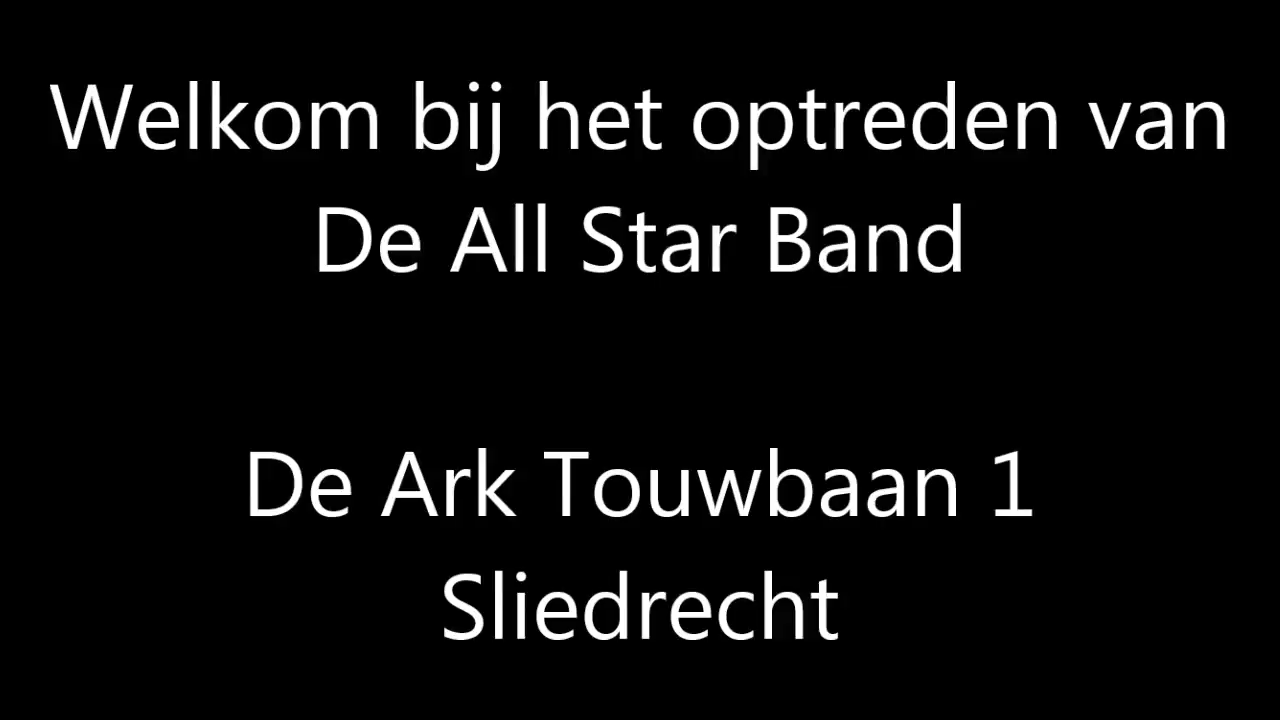 Welkom bij het optreden van
De All Star Band
De Ark Touwbaan 1
Sliedrecht